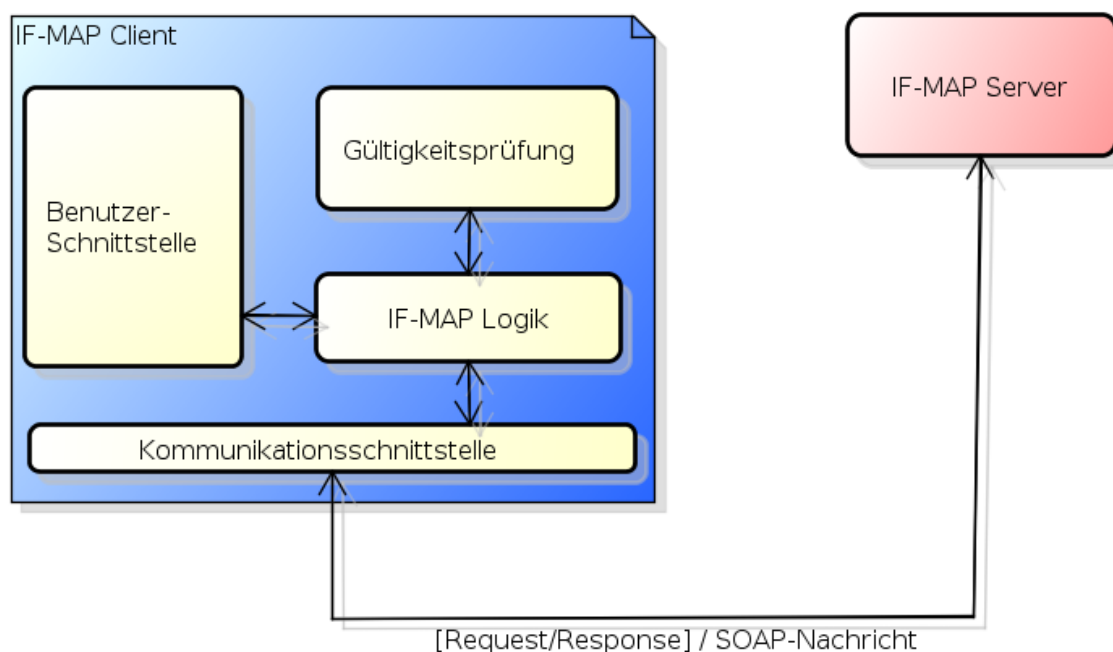 IF-MAP Client
IF-MAP Server
Gültigkeitsprüfung
Benutzer-
Schnittstelle
IF-MAP Logik
Kommunikationsschnittstelle
[Request/Response] / SOAP-Nachricht